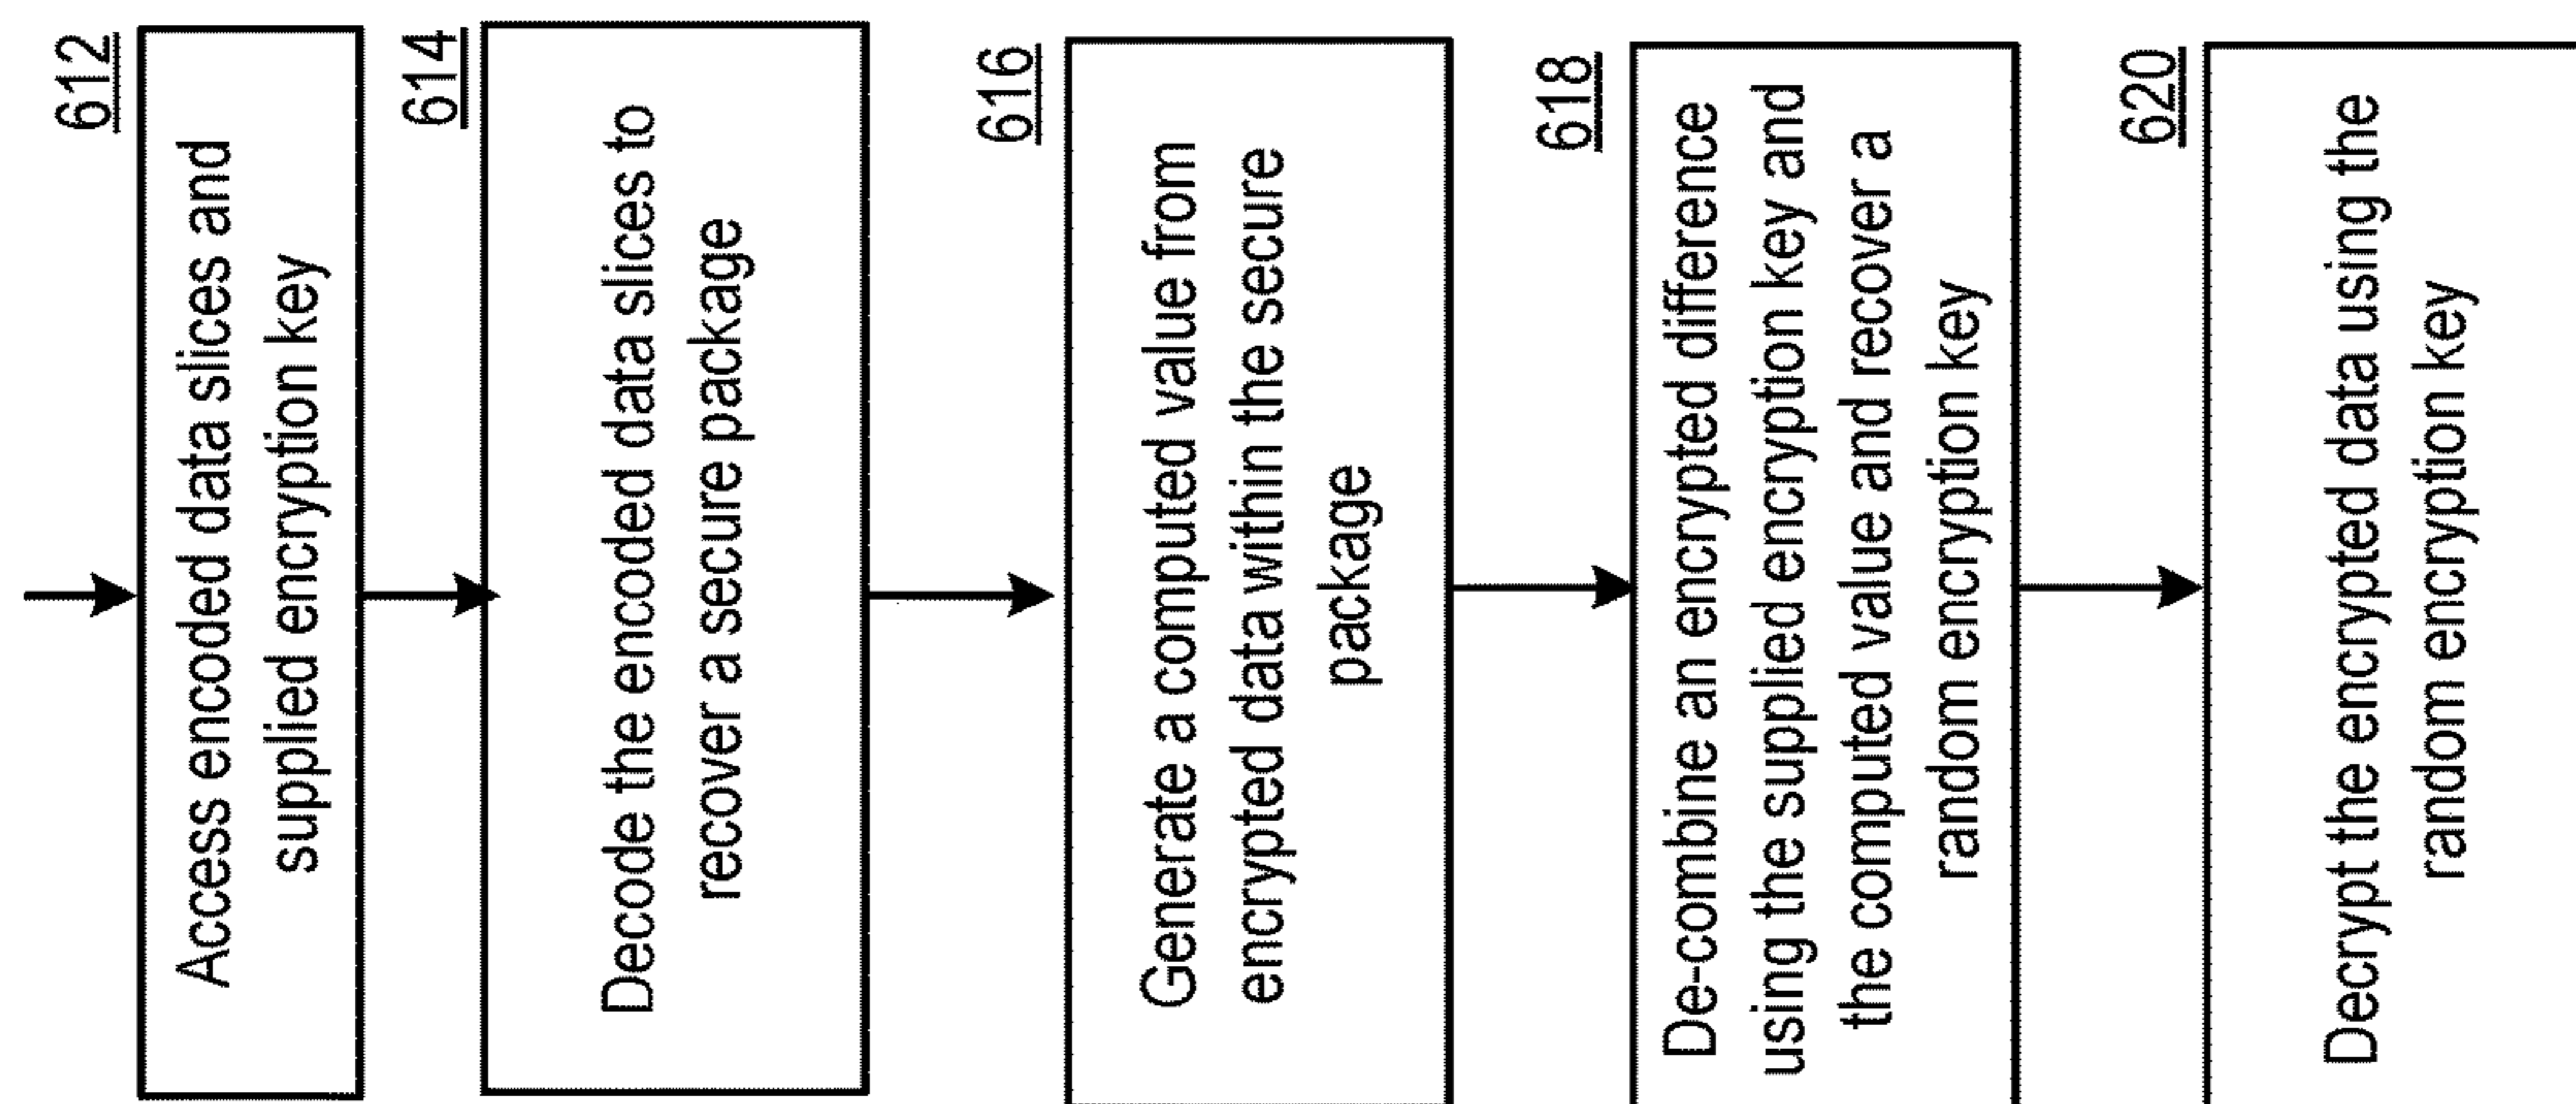 612
Access encoded data slices and
supplied encryption key
614
Decode the encoded data slices to
recover a secure package
616
Generate a computed value from
encrypted data within the secure
package
618
De-combine an encrypted difference
using the supplied encryption key and
the computed value and recover a
random encryption key
620
Decrypt the encrypted data using the
random encryption key